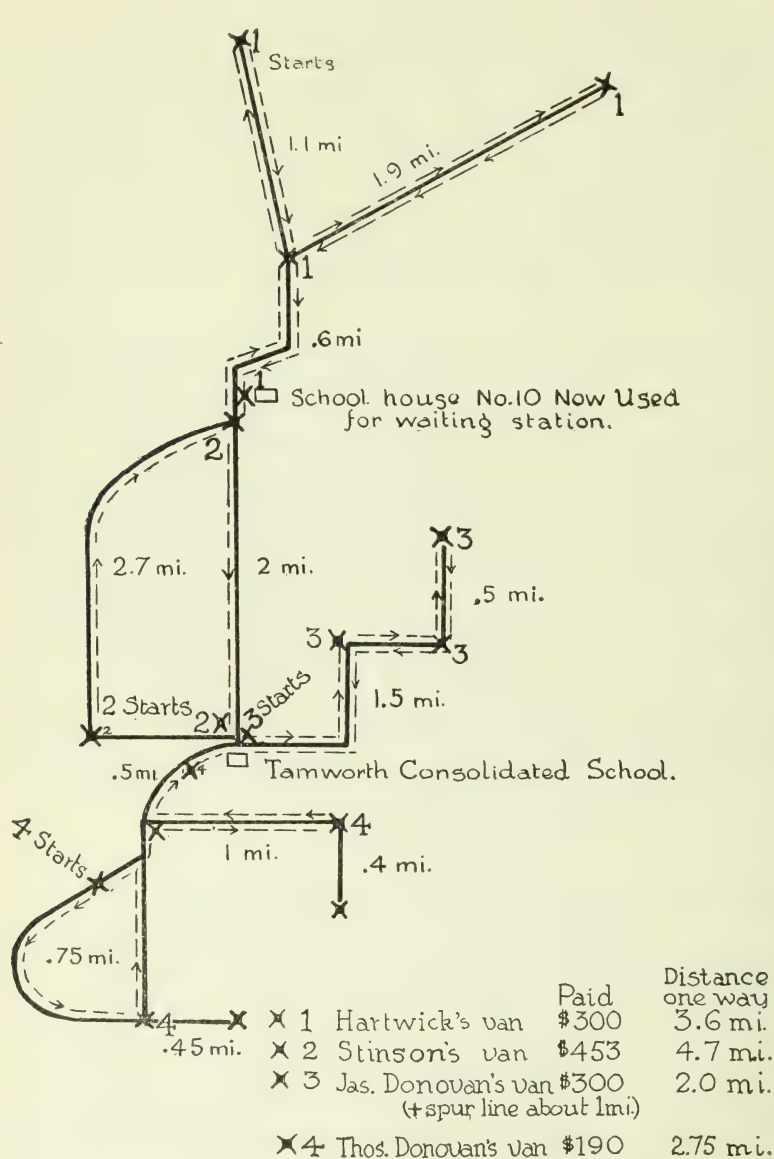 1
Starts
1
1.1 mi
1.9 mi.
1
.6 mi
1
School house No.10 Now Used
for waiting station.
2
3
2.7 mi.
2 mi.
.5 mi.
3
3
1.5 mi.
2 Starts
2
3 Starts
2
.5 mi
4
Tamworth Consolidated School.
4 Starts
4
1 mi.
.4 mi.
.75 mi.
4
.45 mi.
Paid
Distance
one way
1 Hartwick's van $300 3.6 mi.
2 Stinson's van $453 4.7 mi.
3 Jas. Donovan's van $300 2.0 mi.
(+ spur line about 1mi.)
4 Thos. Donovan's van $190 2.75 mi.